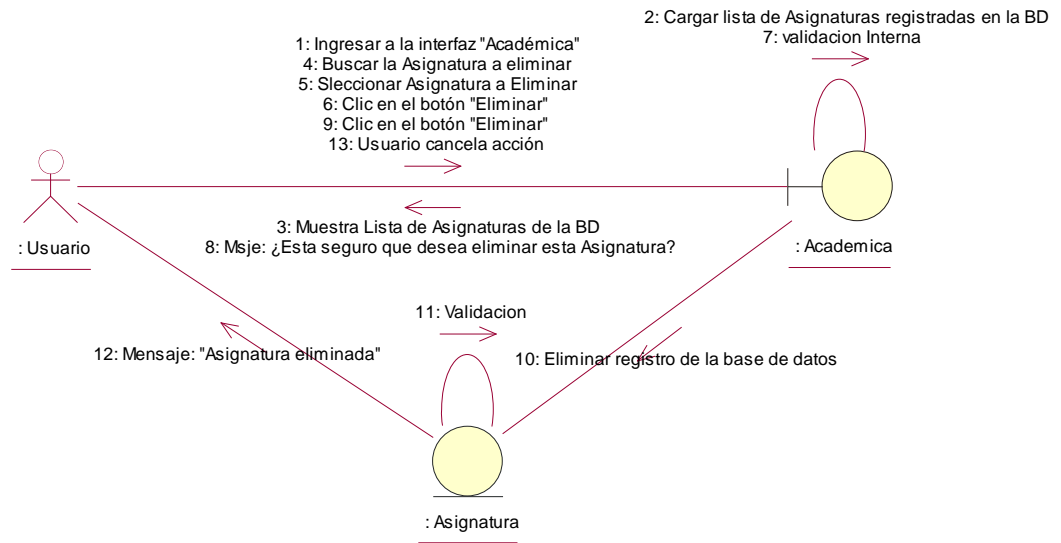 2: Cargar lista de Asignaturas registradas en la BD
7: validacion Interna
1: Ingresar a la interfaz "Académica"
4: Buscar la Asignatura a eliminar
5: Sleccionar Asignatura a Eliminar
6: Clic en el botón "Eliminar"
9: Clic en el botón "Eliminar"
13: Usuario cancela acción
3: Muestra Lista de Asignaturas de la BD
8: Msje: ¿Esta seguro que desea eliminar esta Asignatura?
: Usuario
: Academica
11: Validacion
12: Mensaje: "Asignatura eliminada"
10: Eliminar registro de la base de datos
: Asignatura